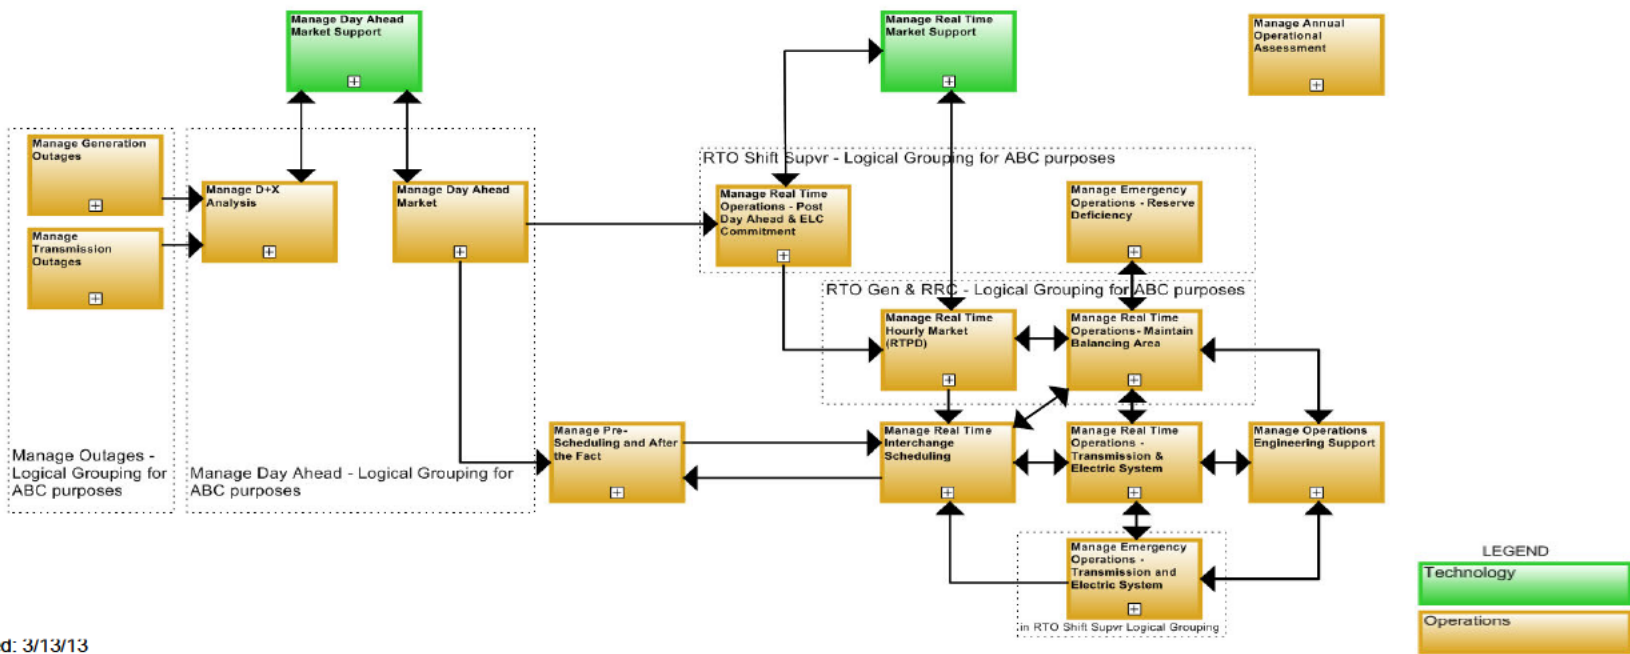 Manage Day Ahead
Market Support
Manage Real Time
Market Support
Manage Annual
Operational
Assessment
Manage Generation
Outages
Manage
Transmission
Outages
Manage Outages -
Logical Grouping for
ABC purposes
Manage D+X
Analysis
Manage Day Ahead
Market
Manage Day Ahead - Logical Grouping for
ABC purposes
RTO Shift Supvr - Logical Grouping for ABC purposes
Manage Real Time
Operations - Post
Day Ahead & ELC
Commitment
Manage Emergency
Operations - Reserve
Deficiency
RTO Gen & RRC - Logical Grouping for ABC purposes
Manage Real Time
Hourly Market
(RTPD)
Manage Real Time
Operations- Maintain
Balancing Area
Manage Pre-
Scheduling and After
the Fact
Manage Real Time
Interchange
Scheduling
Manage Real Time
Operations -
Transmission &
Electric System
Manage Operations
Engineering Support
Manage Emergency
Operations -
Transmission and
Electric System
in RTO Shift Supvr Logical Grouping
LEGEND
Technology
Operations
3/13/13